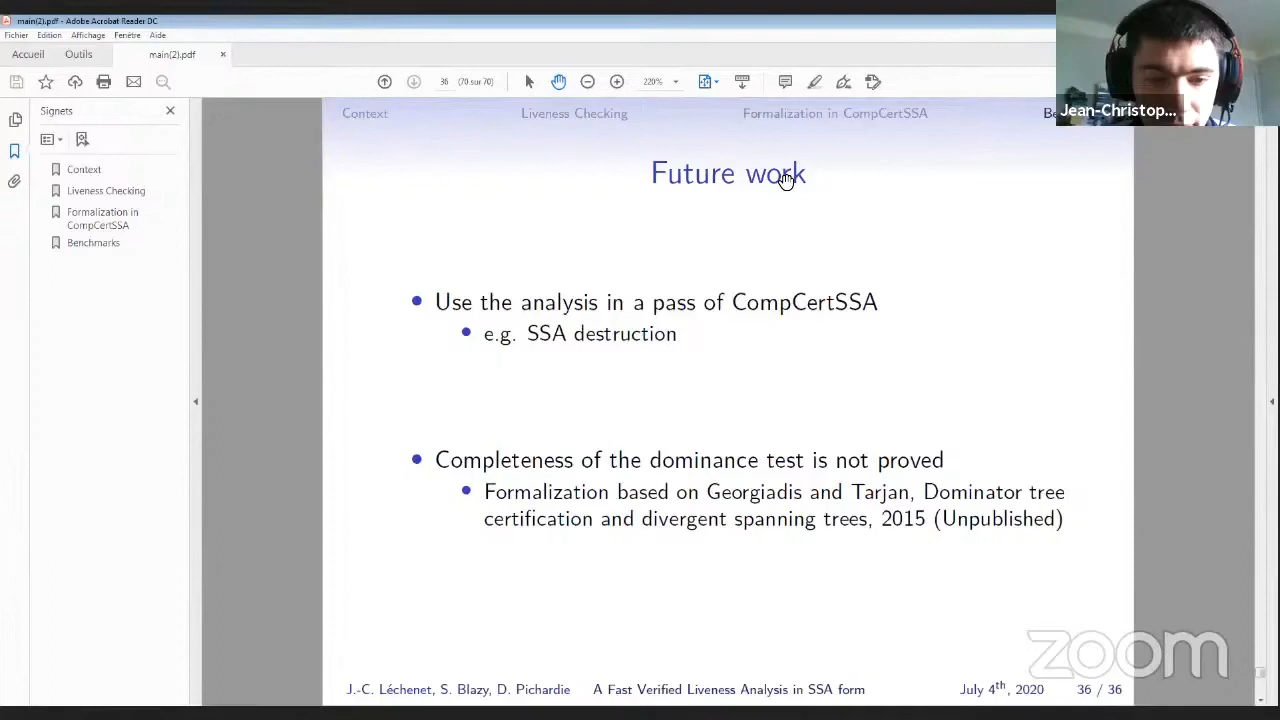 main(2).pdf - Adobe Acrobat Reader DC
Fichier Edition Affichage Fenêtre Aide
Accueil Outils main(2).pdf ×
36 (70 sur 70) 220%
Jean-Christop...
Signets
Context
Liveness Checking
Formalization in
CompCertSSA
Benchmarks
Context Liveness Checking Formalization in CompCertSSA
Future work
• Use the analysis in a pass of CompCertSSA
• e.g. SSA destruction
• Completeness of the dominance test is not proved
• Formalization based on Georgiadis and Tarjan, Dominator tree
certification and divergent spanning trees, 2015 (Unpublished)
zoom
J.-C. Léchenet, S. Blazy, D. Pichardie A Fast Verified Liveness Analysis in SSA form July 4th, 2020 36 / 36